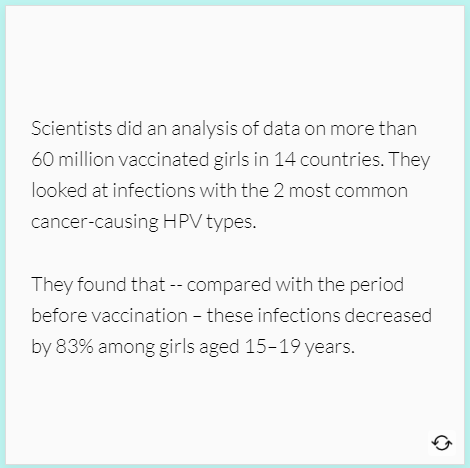 Scientists did an analysis of data on more than
60 million vaccinated girls in 14 countries. They
looked at infections with the 2 most common
cancer-causing HPV types.
They found that -- compared with the period
before vaccination – these infections decreased
by 83% among girls aged 15–19 years.